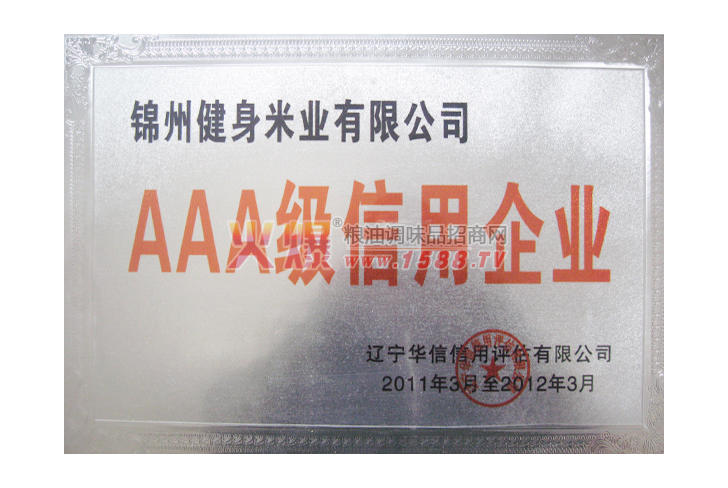 锦州健身米业有限公司
AAA级信用企业
火爆®粮油调味品招商网
www.1588.TV
辽宁华信信用评估有限公司
2011年3月至2012年3月